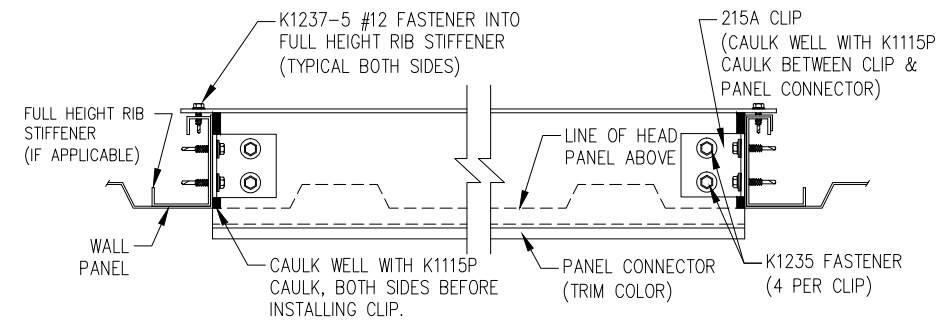 K1237-5 #12 FASTENER INTO
FULL HEIGHT RIB STIFFENER
(TYPICAL BOTH SIDES)
215A CLIP
(CAULK WELL WITH K1115P
CAULK BETWEEN CLIP &
PANEL CONNECTOR)
FULL HEIGHT RIB
STIFFENER
(IF APPLICABLE)
LINE OF HEAD
PANEL ABOVE
WALL
PANEL
CAULK WELL WITH K1115P
CAULK, BOTH SIDES BEFORE
INSTALLING CLIP.
PANEL CONNECTOR
(TRIM COLOR)
K1235 FASTENER
(4 PER CLIP)